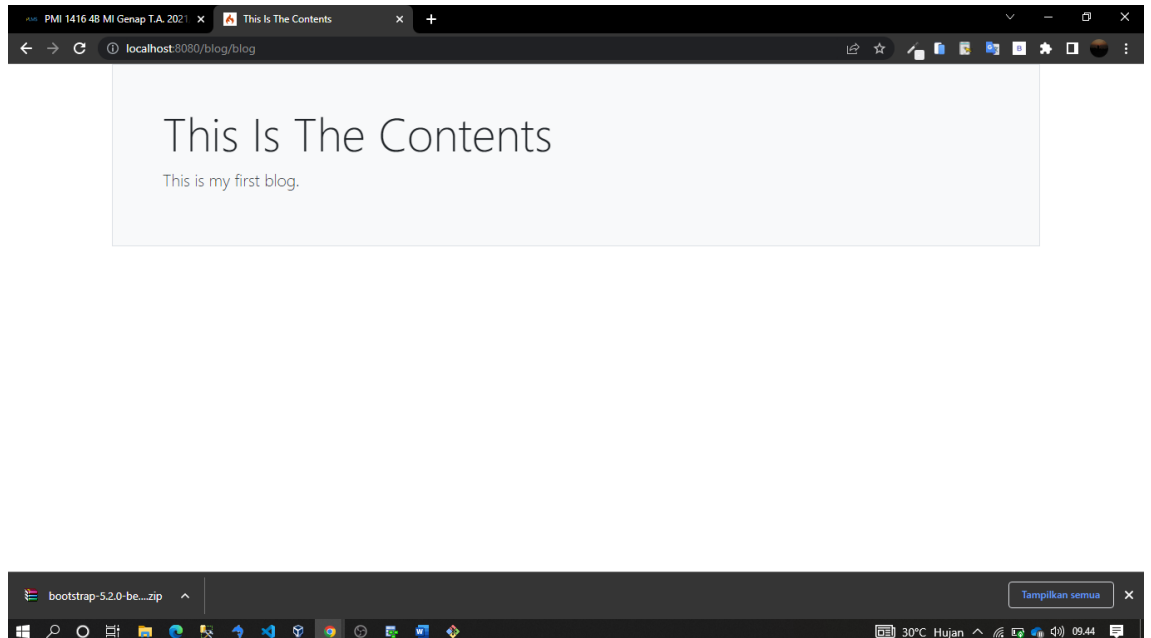 PMI 1416 4B MI Genap T.A. 2021
This Is The Contents
localhost:8080/blog/blog
This Is The Contents
This is my first blog.
bootstrap-5.2.0-be....zip
Tampilkan semua
30°C Hujan
09.44